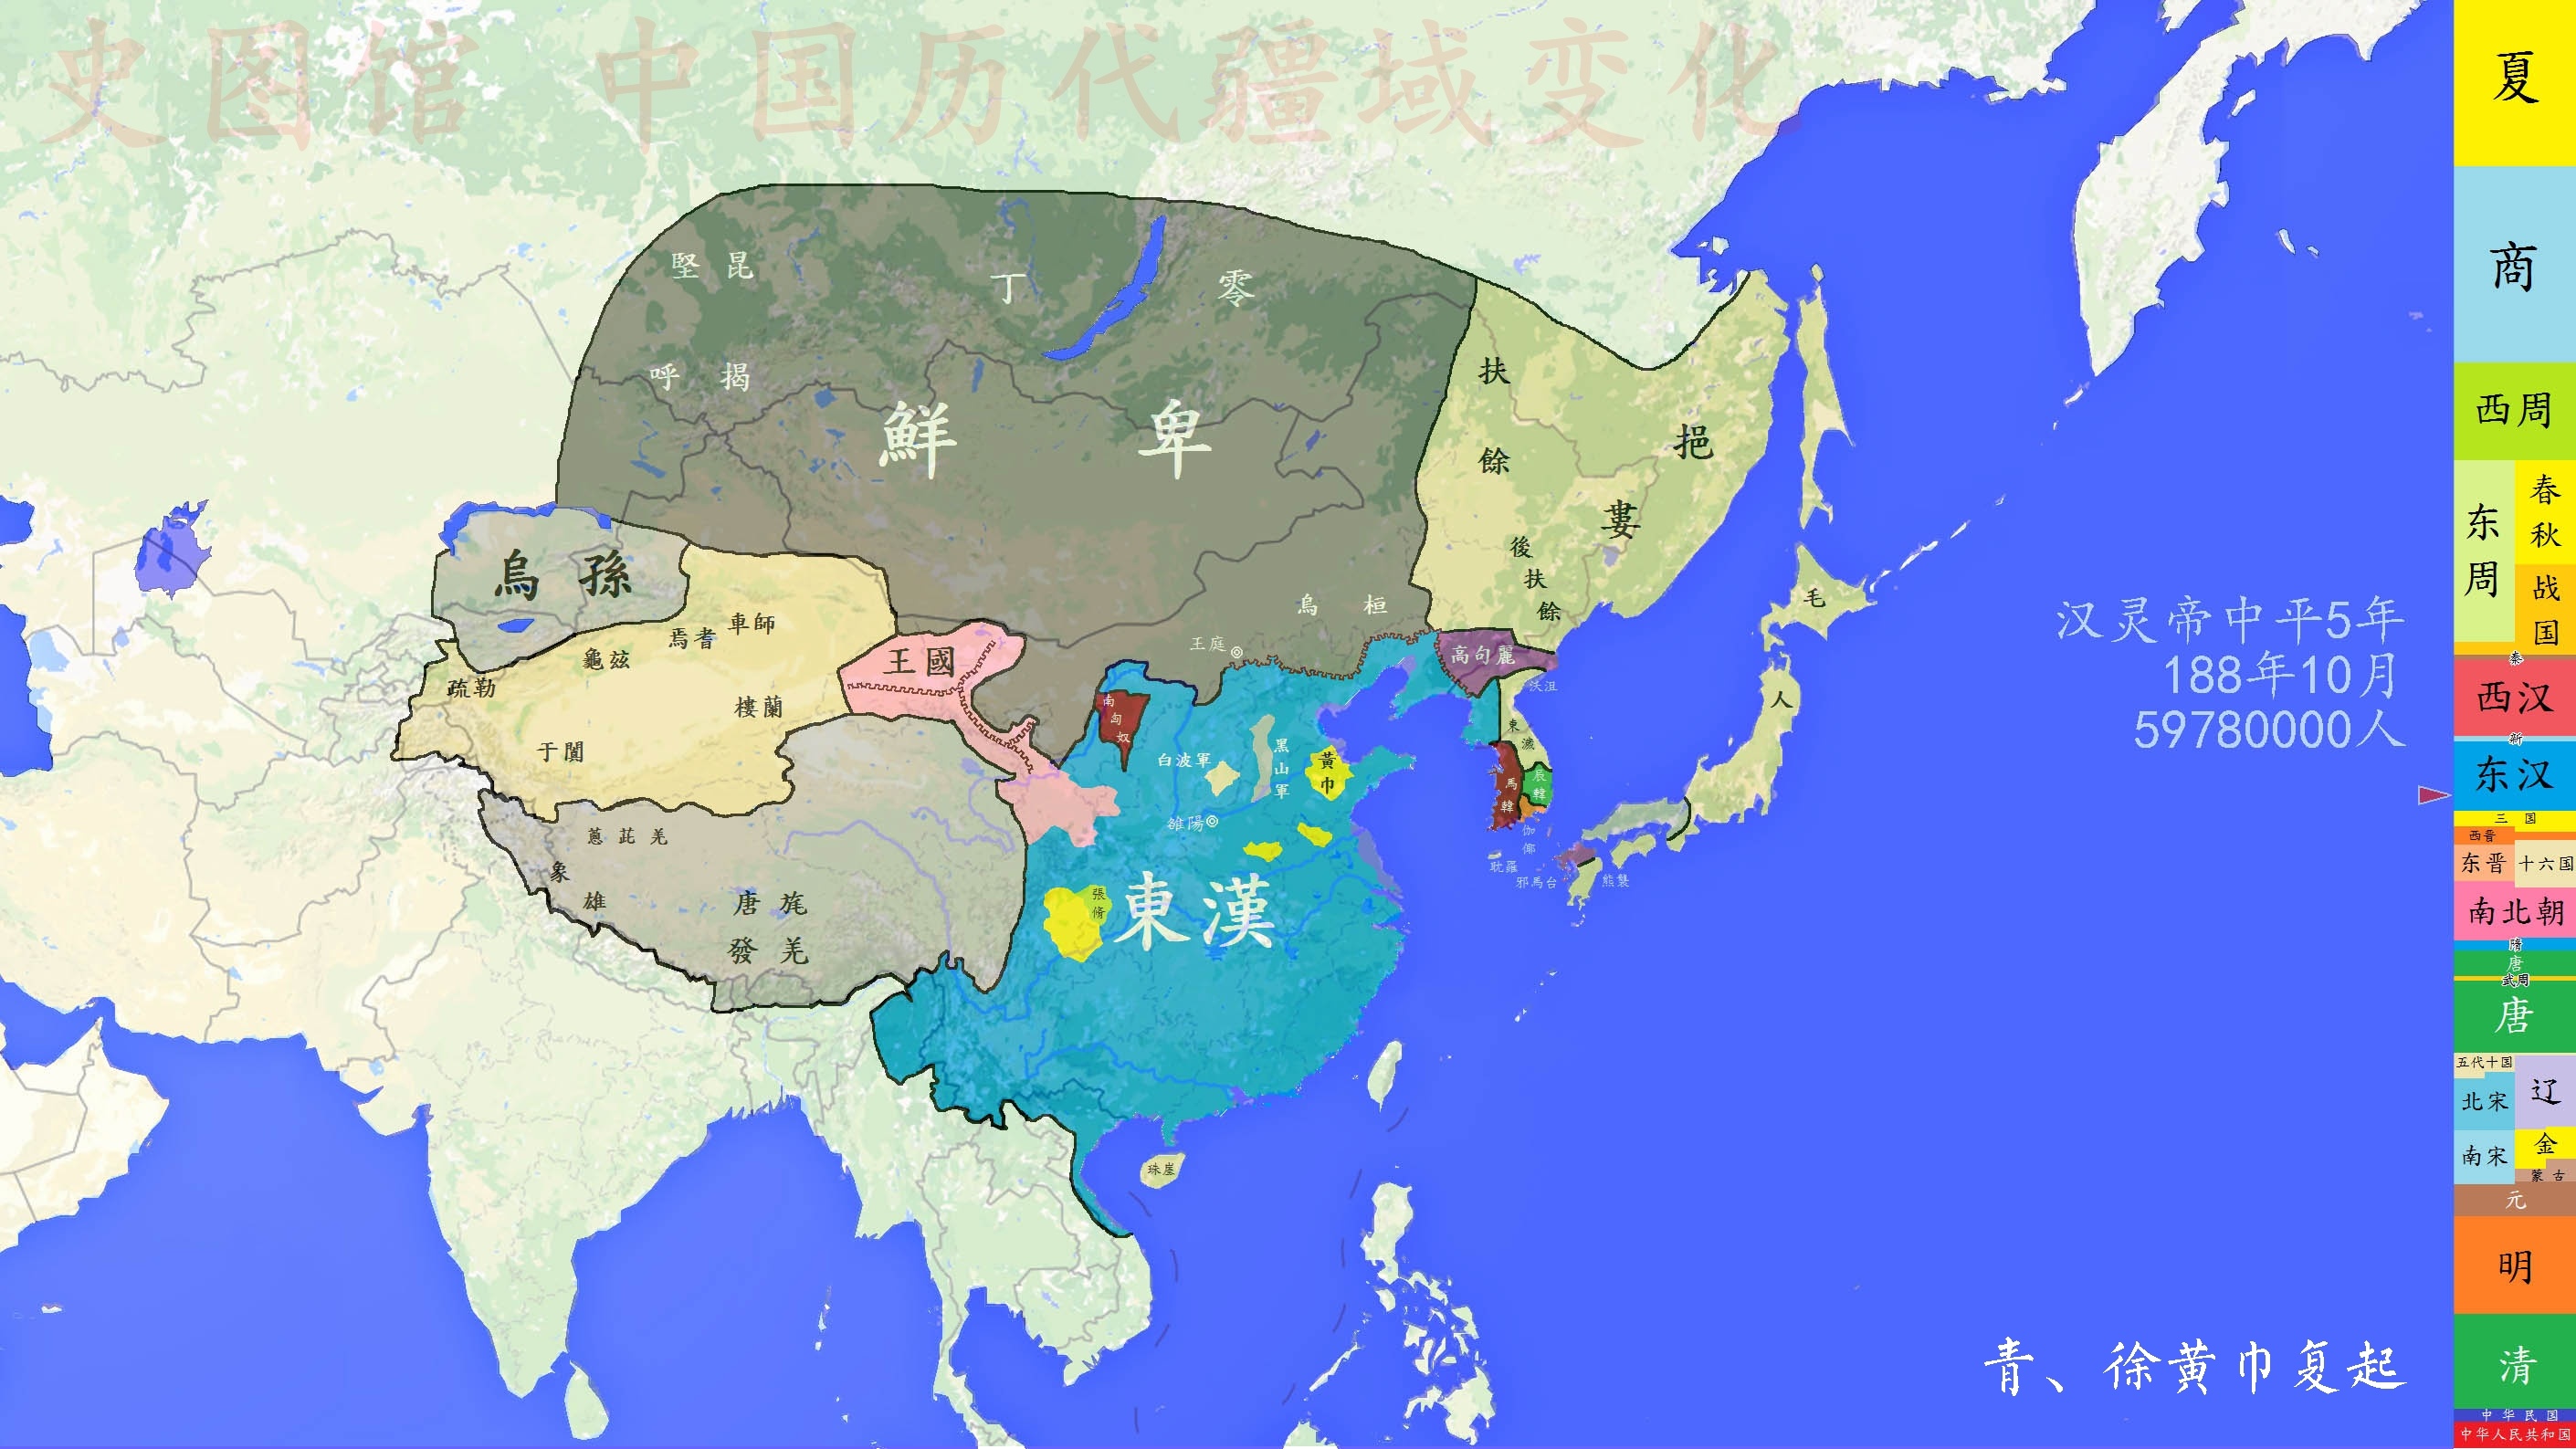 史图馆 中国历代疆域变化
堅昆
丁零
呼揭
鮮卑
扶餘
挹婁
後扶餘
烏孫
烏桓
王庭
車師
焉耆
龜玆
疏勒
樓蘭
于闐
王國
高句麗
沃沮
東濊
南匈奴
白波軍
黑山軍
黃巾
雒陽
馬韓
辰韓
伽倻
耽羅
邪馬台
熊襲
毛人
蔥茈羌
象雄
唐旄
發羌
張脩
東漢
珠崖
汉灵帝中平5年
188年10月
59780000人
青、徐黄巾复起
夏
商
西周
东周
春秋
战国
秦
西汉
新
东汉
三国
西晋
东晋
十六国
南北朝
隋
唐
武周
唐
五代十国
辽
北宋
南宋
金
蒙古
元
明
清
中华民国
中华人民共和国